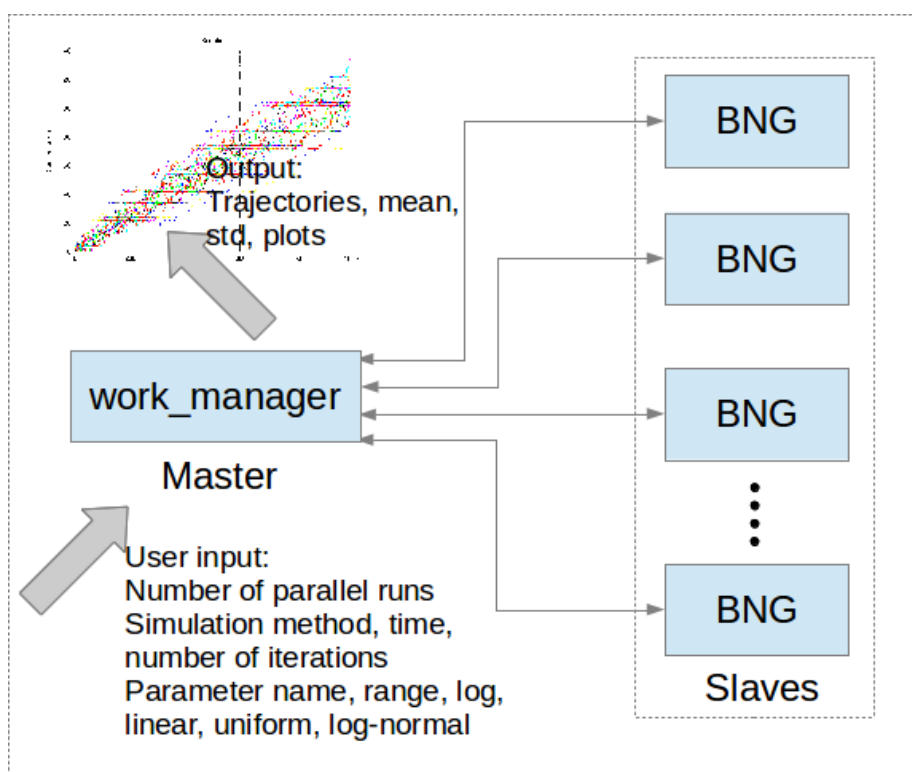 Output:
Trajectories, mean,
std, plots
work_manager
Master
User input:
Number of parallel runs
Simulation method, time,
number of iterations
Parameter name, range, log,
linear, uniform, log-normal
BNG
BNG
BNG
BNG
Slaves